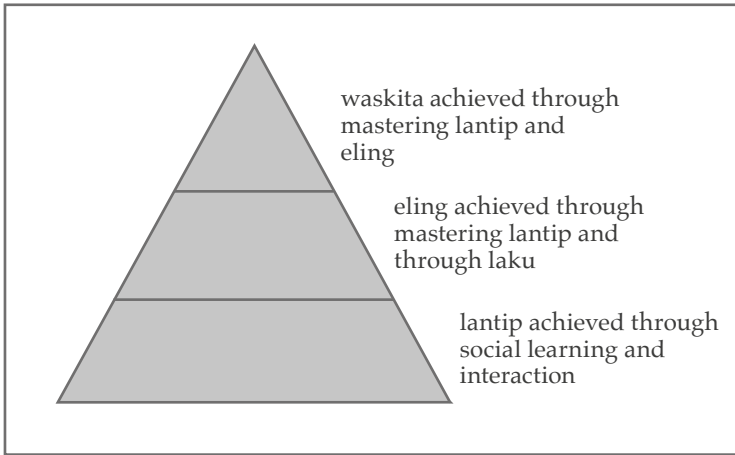 waskita achieved through
mastering lantip and
eling
eling achieved through
mastering lantip and
through laku
lantip achieved through
social learning and
interaction